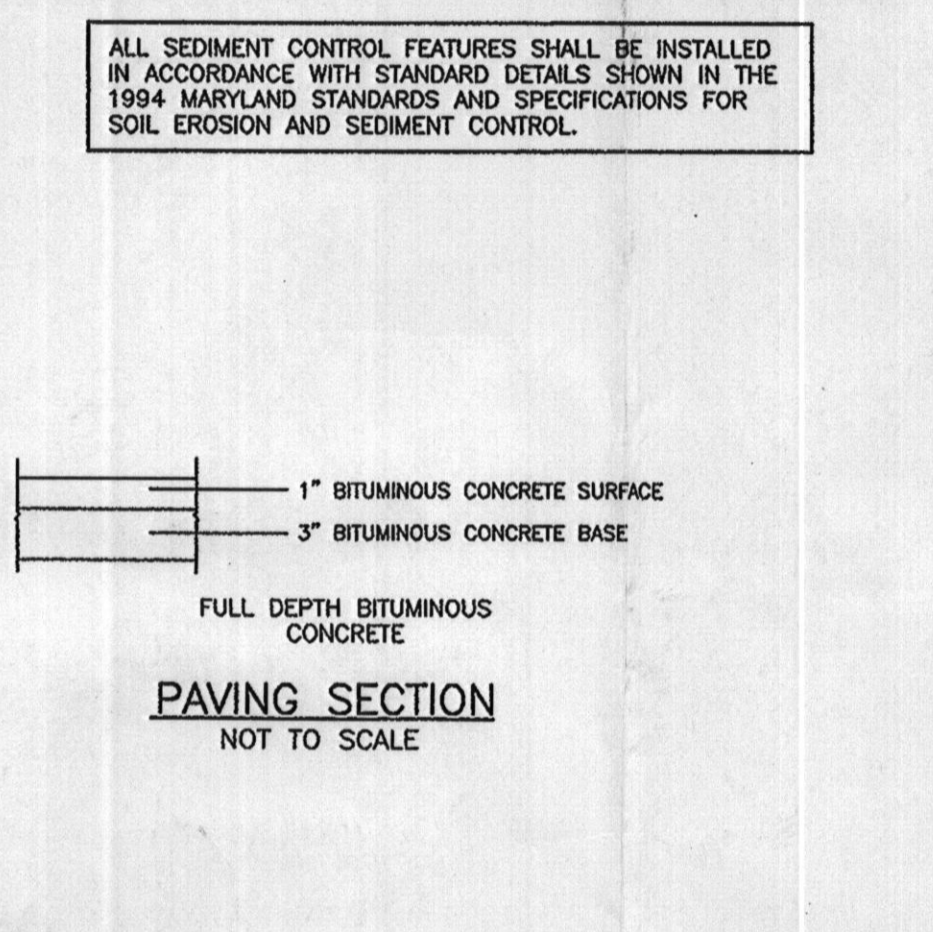 ALL SEDIMENT CONTROL FEATURES SHALL BE INSTALLED
IN ACCORDANCE WITH STANDARD DETAILS SHOWN IN THE
1994 MARYLAND STANDARDS AND SPECIFICATIONS FOR
SOIL EROSION AND SEDIMENT CONTROL.
1" BITUMINOUS CONCRETE SURFACE
3" BITUMINOUS CONCRETE BASE
FULL DEPTH BITUMINOUS
CONCRETE
PAVING SECTION
NOT TO SCALE